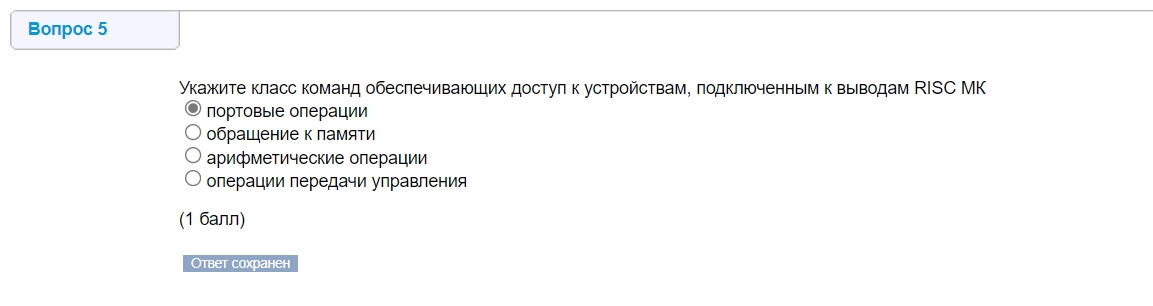 Вопрос 5
Укажите класс команд обеспечивающих доступ к устройствам, подключенным к выводам RISC МК
портовые операции
обращение к памяти
арифметические операции
операции передачи управления
(1 балл)
Ответ сохранен